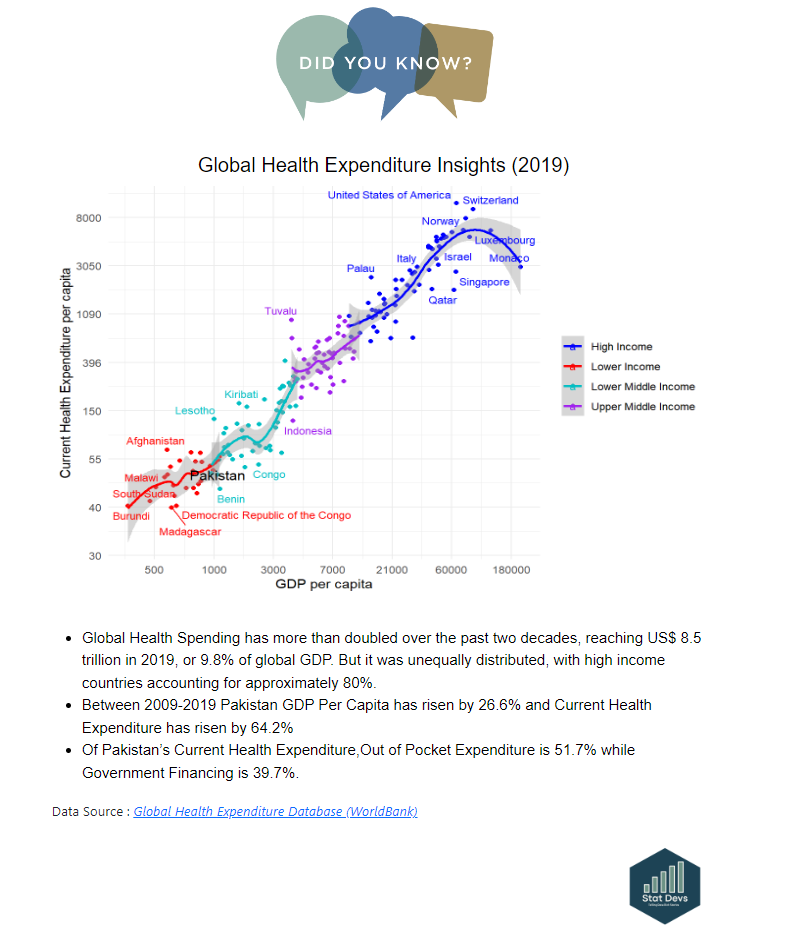 DID YOU KNOW?
Global Health Expenditure Insights (2019)
United States of America
Switzerland
Norway
Luxembourg
Italy
Israel
Monaco
Palau
Singapore
Qatar
Tuvalu
Kiribati
Lesotho
Indonesia
Afghanistan
Malawi
Pakistan
Congo
South Sudan
Benin
Burundi
Democratic Republic of the Congo
Madagascar
8000
3050
1090
396
150
55
40
30
Current Health Expenditure per capita
500 1000 3000 7000 21000 60000 180000
GDP per capita
High Income
Lower Income
Lower Middle Income
Upper Middle Income
• Global Health Spending has more than doubled over the past two decades, reaching US$ 8.5
trillion in 2019, or 9.8% of global GDP. But it was unequally distributed, with high income
countries accounting for approximately 80%.
• Between 2009-2019 Pakistan GDP Per Capita has risen by 26.6% and Current Health
Expenditure has risen by 64.2%
• Of Pakistan's Current Health Expenditure,Out of Pocket Expenditure is 51.7% while
Government Financing is 39.7%.
Data Source : Global Health Expenditure Database (WorldBank)
Stat Devs